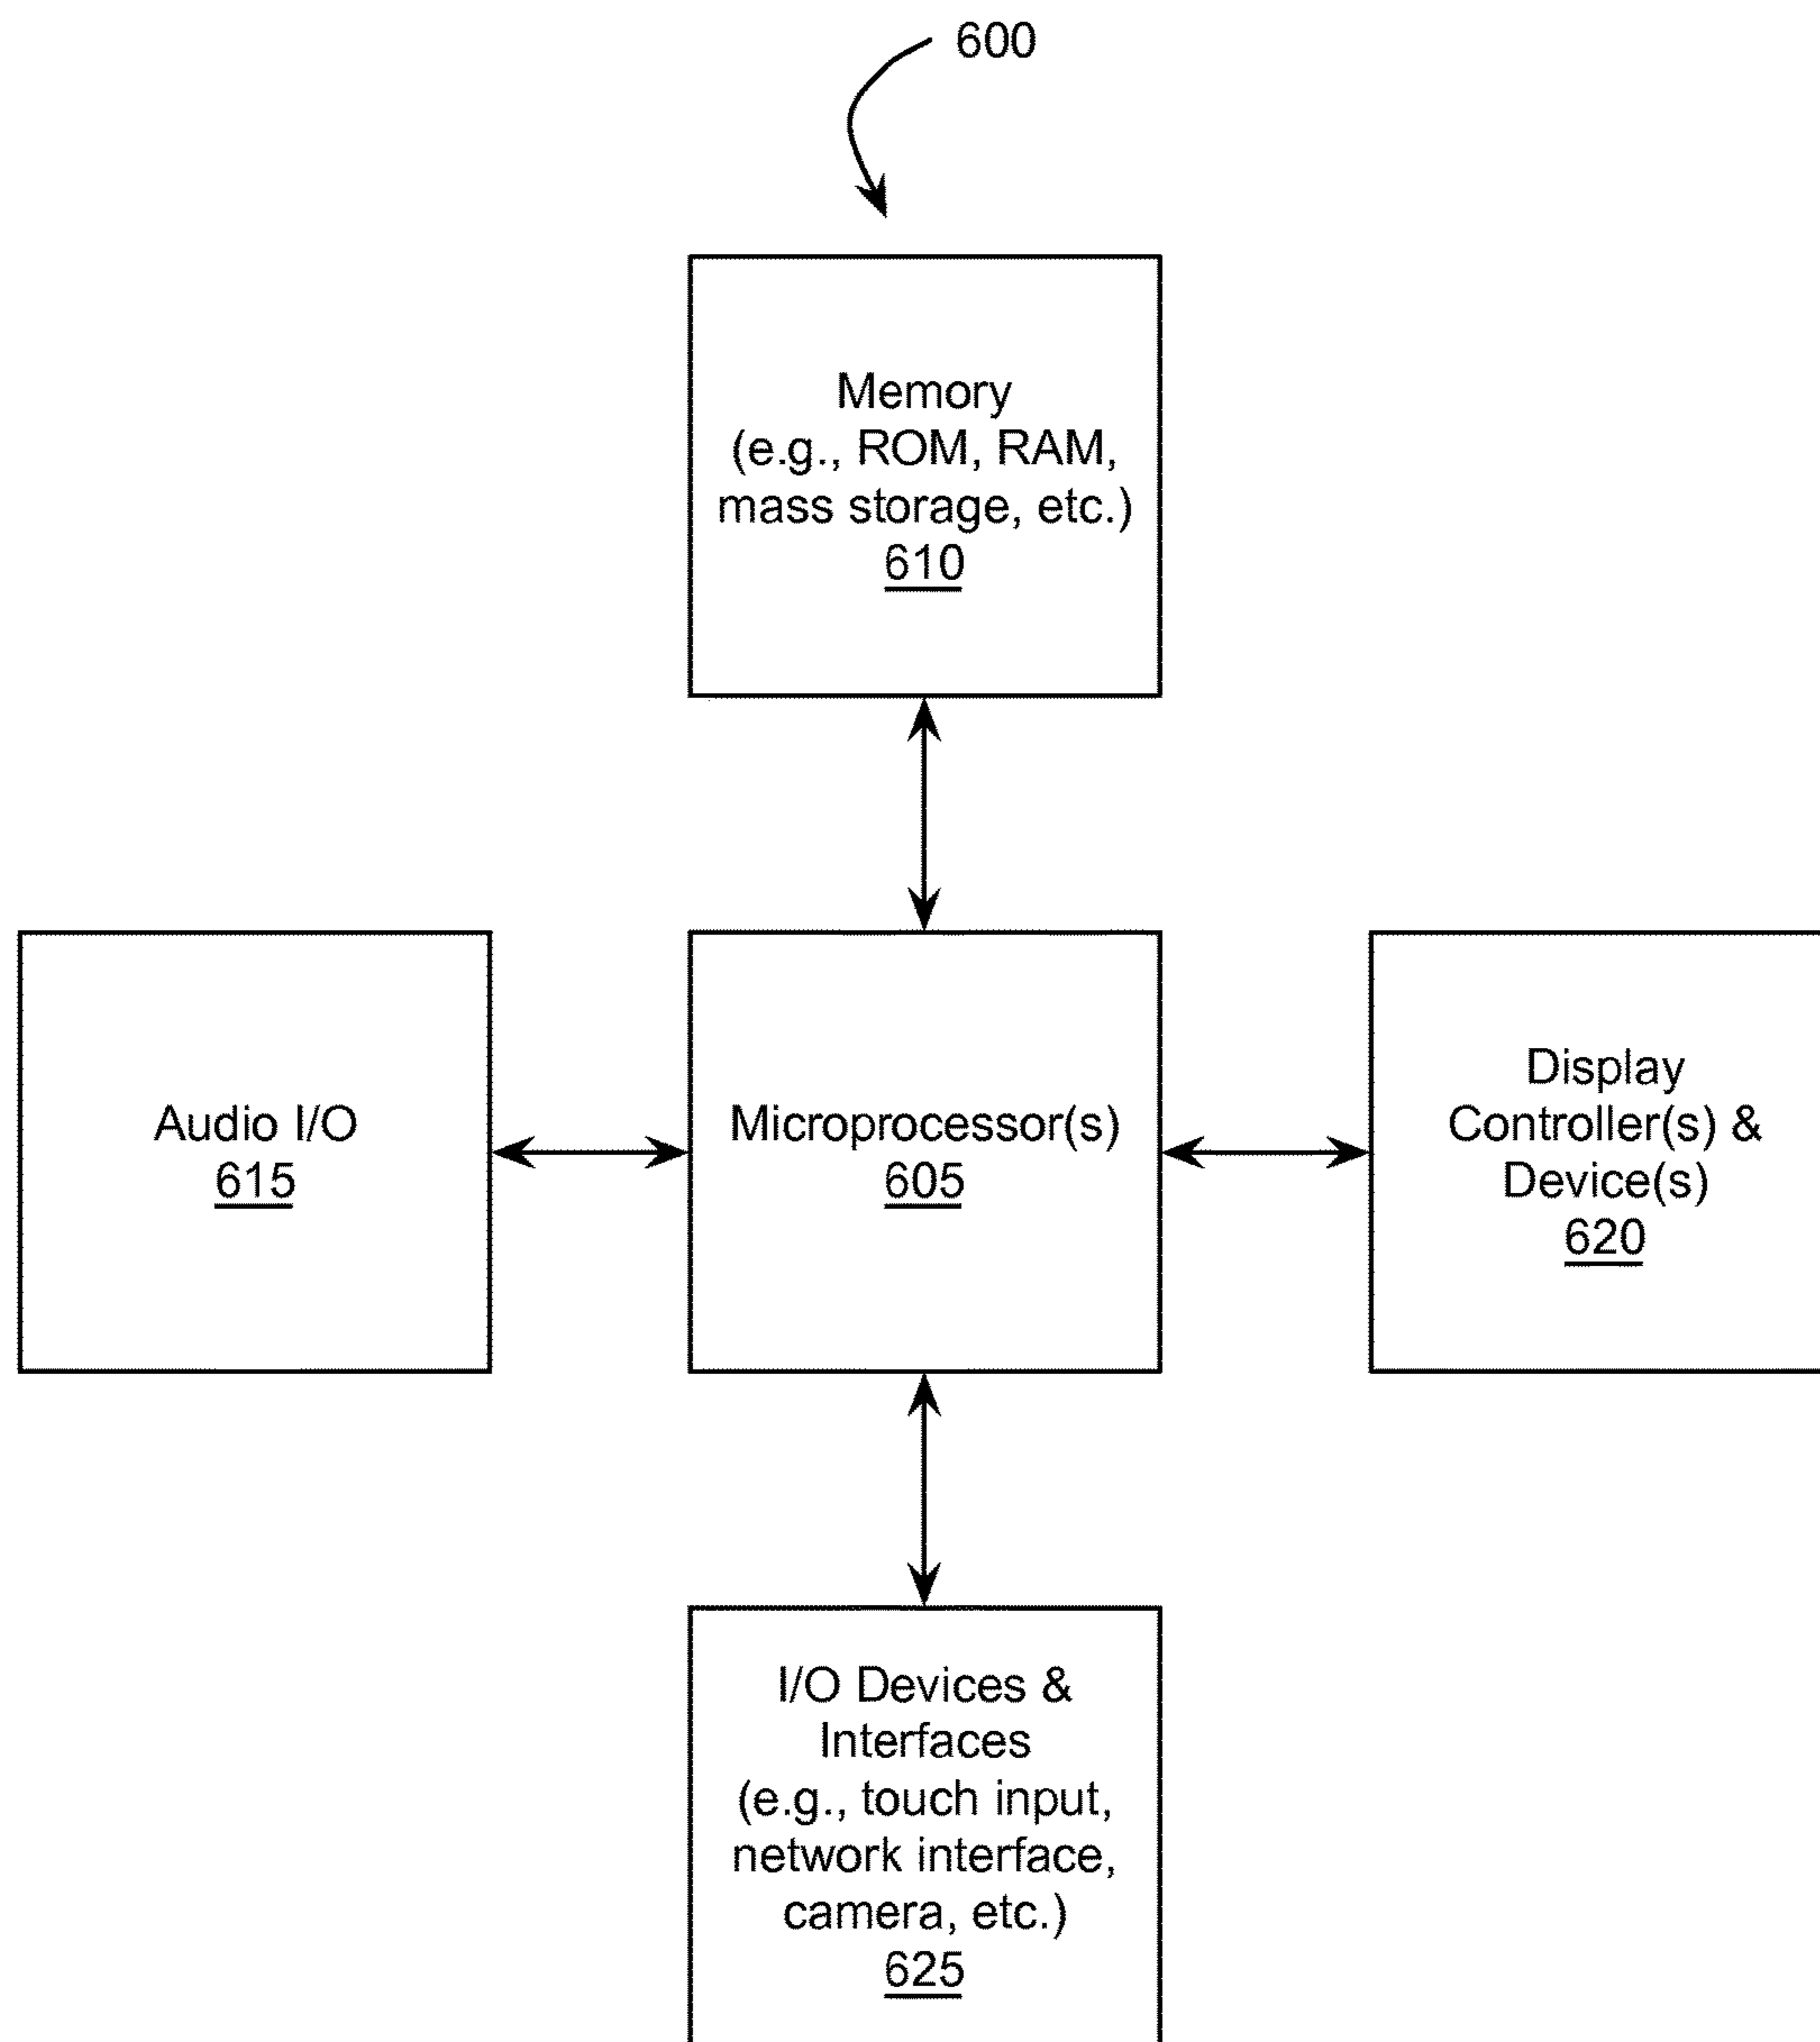 600
Memory
(e.g., ROM, RAM,
mass storage, etc.)
610
Audio I/O
615
Microprocessor(s)
605
Display
Controller(s) &
Device(s)
620
I/O Devices &
Interfaces
(e.g., touch input,
network interface,
camera, etc.)
625